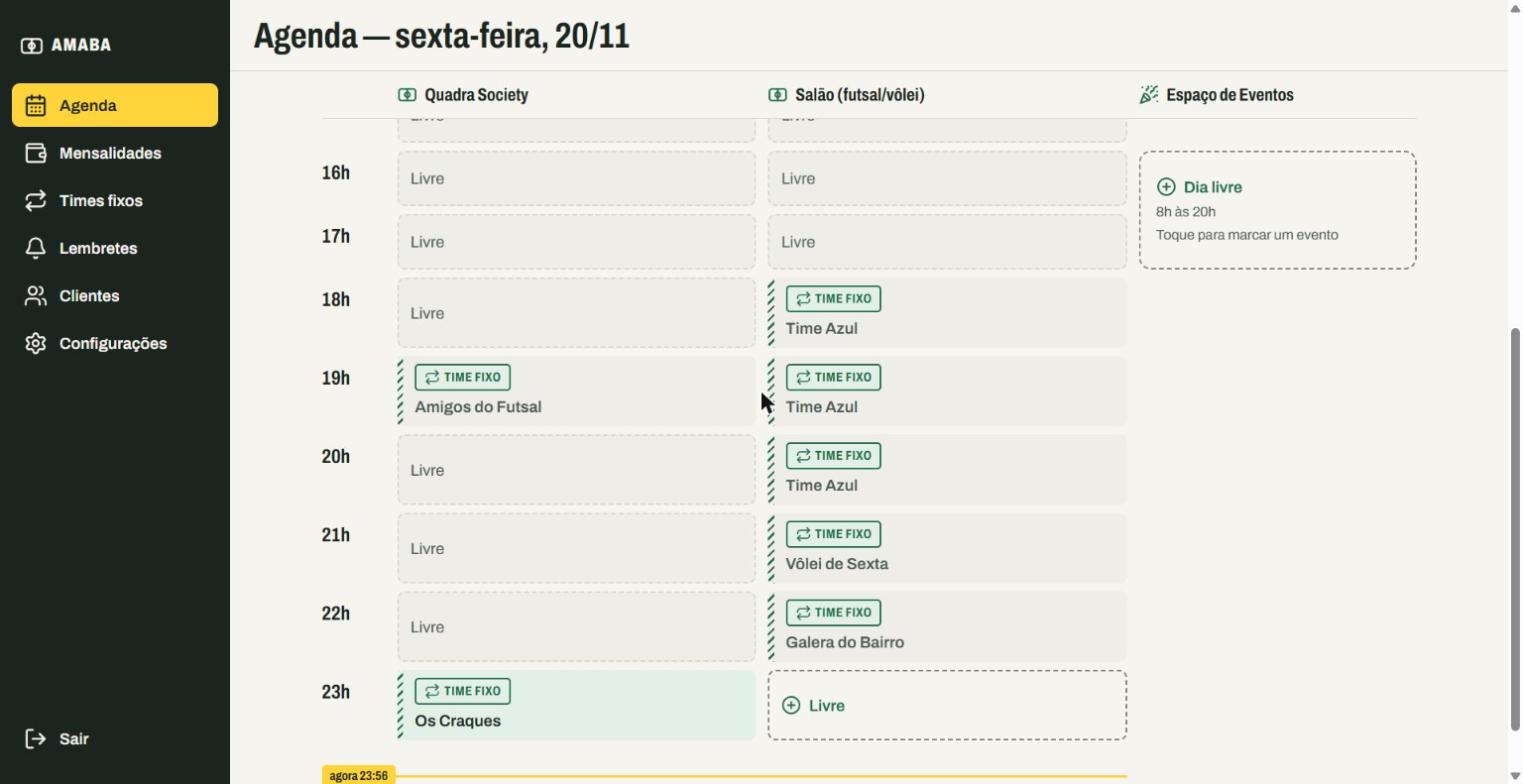 AMABA
Agenda
Mensalidades
Times fixos
Lembretes
Clientes
Configurações
Sair
Agenda — sexta-feira, 20/11
Quadra Society
Salão (futsal/vôlei)
Espaço de Eventos
16h
Livre
Livre
Dia livre
8h às 20h
Toque para marcar um evento
17h
Livre
Livre
18h
Livre
TIME FIXO
Time Azul
19h
TIME FIXO
Amigos do Futsal
TIME FIXO
Time Azul
20h
Livre
TIME FIXO
Time Azul
21h
Livre
TIME FIXO
Vôlei de Sexta
22h
Livre
TIME FIXO
Galera do Bairro
23h
TIME FIXO
Os Craques
Livre
agora 23:56